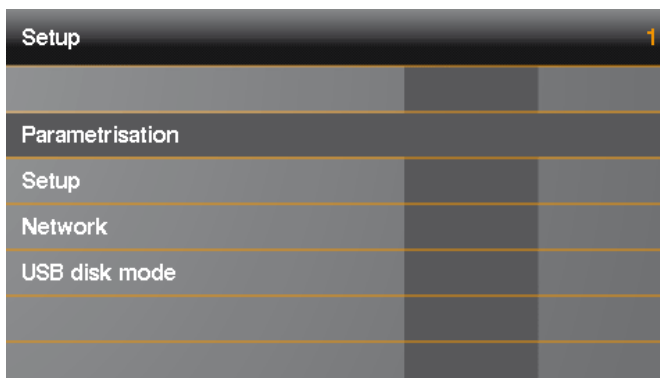 Setup 1
Parametrisation
Setup
Network
USB disk mode